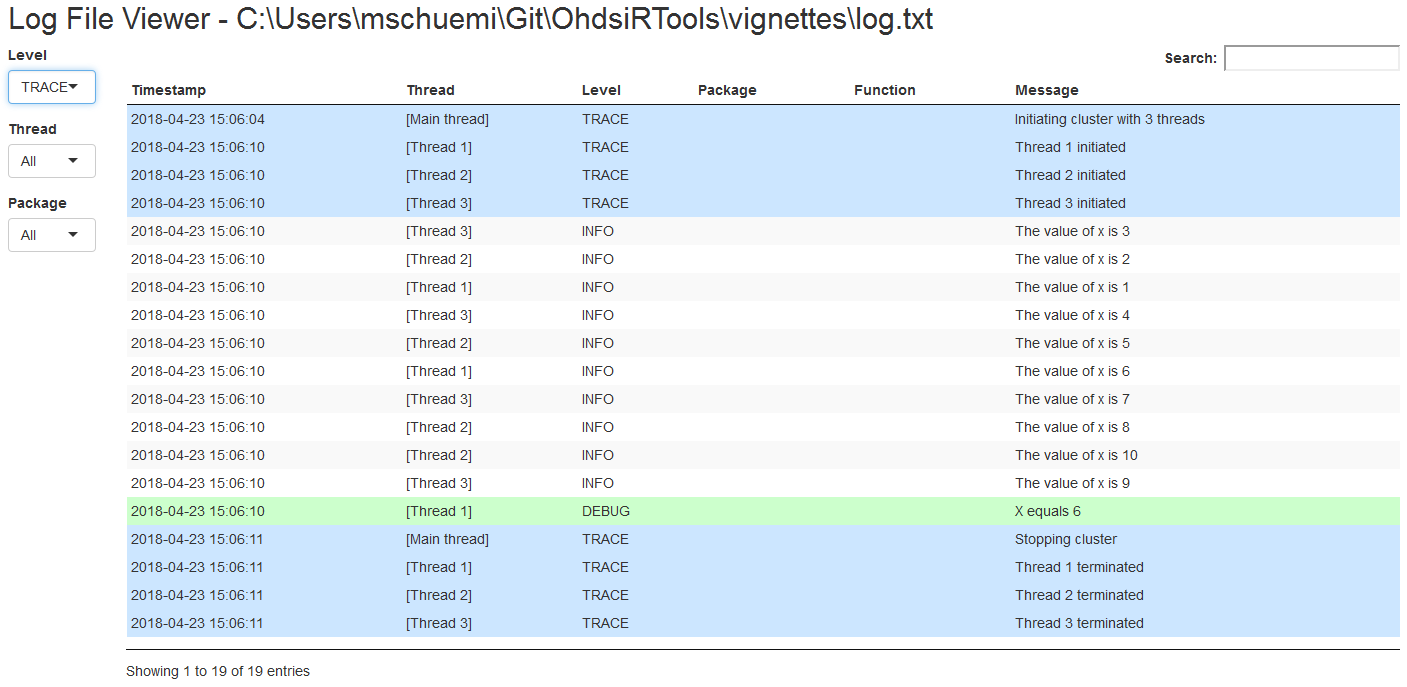 Log File Viewer - C:\Users\mschuemi\Git\OhdsiRTools\vignettes\log.txt
Level
TRACE
Thread
All
Package
All
Search:
Timestamp Thread Level Package Function Message
2018-04-23 15:06:04 [Main thread] TRACE Initiating cluster with 3 threads
2018-04-23 15:06:10 [Thread 1] TRACE Thread 1 initiated
2018-04-23 15:06:10 [Thread 2] TRACE Thread 2 initiated
2018-04-23 15:06:10 [Thread 3] TRACE Thread 3 initiated
2018-04-23 15:06:10 [Thread 3] INFO The value of x is 3
2018-04-23 15:06:10 [Thread 2] INFO The value of x is 2
2018-04-23 15:06:10 [Thread 1] INFO The value of x is 1
2018-04-23 15:06:10 [Thread 3] INFO The value of x is 4
2018-04-23 15:06:10 [Thread 2] INFO The value of x is 5
2018-04-23 15:06:10 [Thread 1] INFO The value of x is 6
2018-04-23 15:06:10 [Thread 3] INFO The value of x is 7
2018-04-23 15:06:10 [Thread 2] INFO The value of x is 8
2018-04-23 15:06:10 [Thread 2] INFO The value of x is 10
2018-04-23 15:06:10 [Thread 3] INFO The value of x is 9
2018-04-23 15:06:10 [Thread 1] DEBUG X equals 6
2018-04-23 15:06:11 [Main thread] TRACE Stopping cluster
2018-04-23 15:06:11 [Thread 1] TRACE Thread 1 terminated
2018-04-23 15:06:11 [Thread 2] TRACE Thread 2 terminated
2018-04-23 15:06:11 [Thread 3] TRACE Thread 3 terminated
Showing 1 to 19 of 19 entries